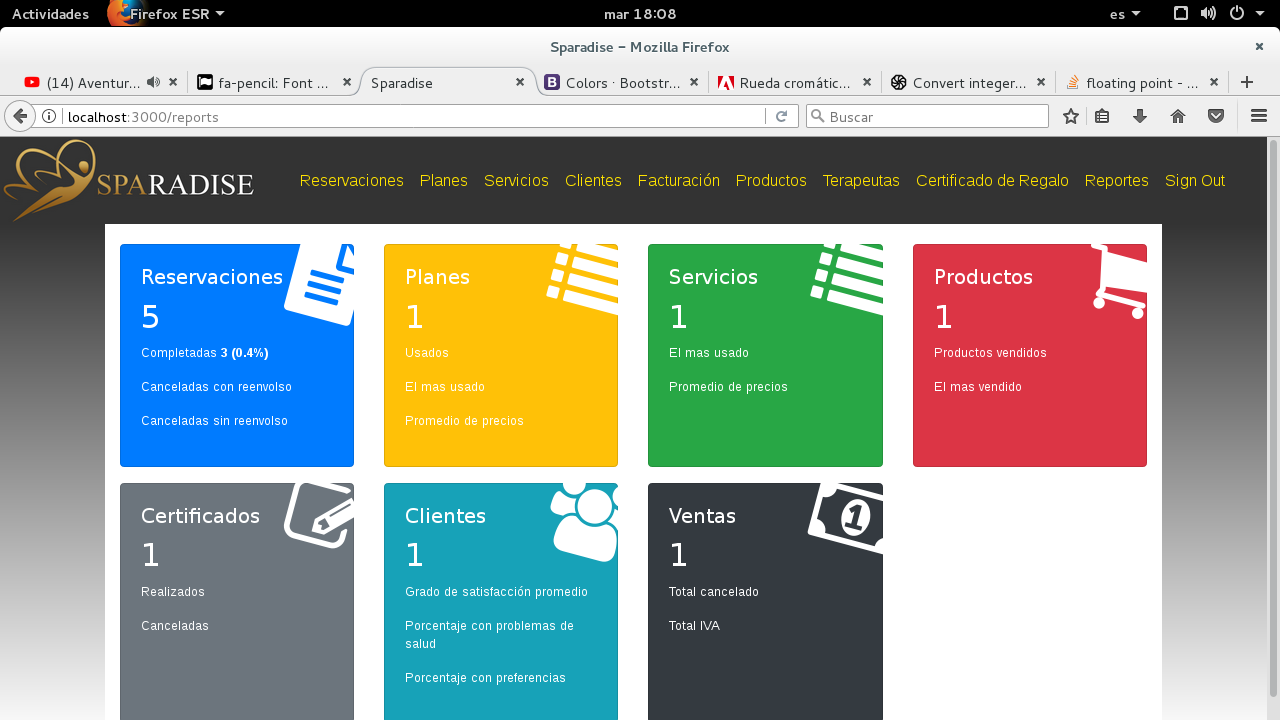 Actividades
Firefox ESR
mar 18:08
es
Sparadise – Mozilla Firefox
(14) Aventur...
fa-pencil: Font ...
Sparadise
B
Colors · Bootstr...
Rueda cromátic...
Convert integer...
floating point - ...
localhost:3000/reports
Buscar
SPARADISE
Reservaciones
Planes
Servicios
Clientes
Facturación
Productos
Terapeutas
Certificado de Regalo
Reportes
Sign Out
Reservaciones
5
Completadas 3 (0.4%)
Canceladas con reenvolso
Canceladas sin reenvolso
Planes
1
Usados
El mas usado
Promedio de precios
Servicios
1
El mas usado
Promedio de precios
Productos
1
Productos vendidos
El mas vendido
Certificados
1
Realizados
Canceladas
Clientes
1
Grado de satisfacción promedio
Porcentaje con problemas de
salud
Porcentaje con preferencias
Ventas
1
1
Total cancelado
Total IVA